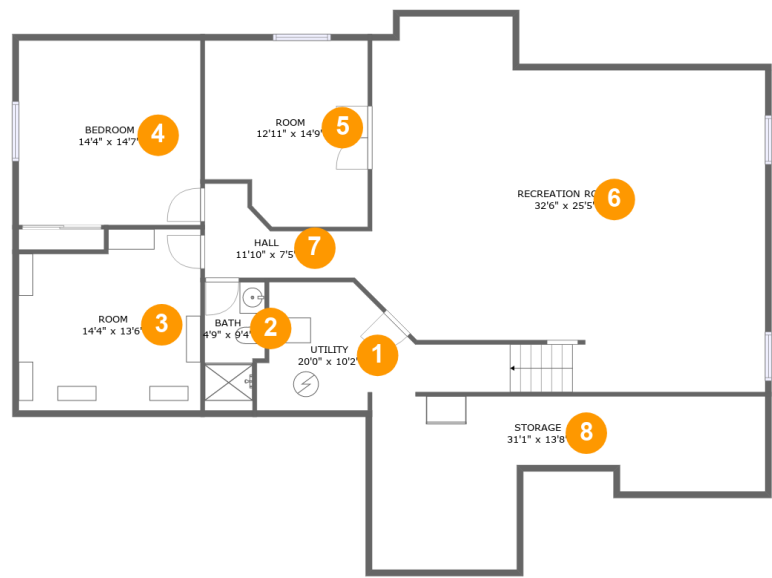 BEDROOM
14'4" x 14'7"
4
ROOM
12'11" x 14'9"
5
RECREATION
32'6" x 25'5"
6
HALL
11'10" x 7'5"
7
ROOM
14'4" x 13'6"
3
BATH
4'9" x 9'4"
2
UTILITY
20'0" x 10'2"
1
STORAGE
31'1" x 13'8"
8